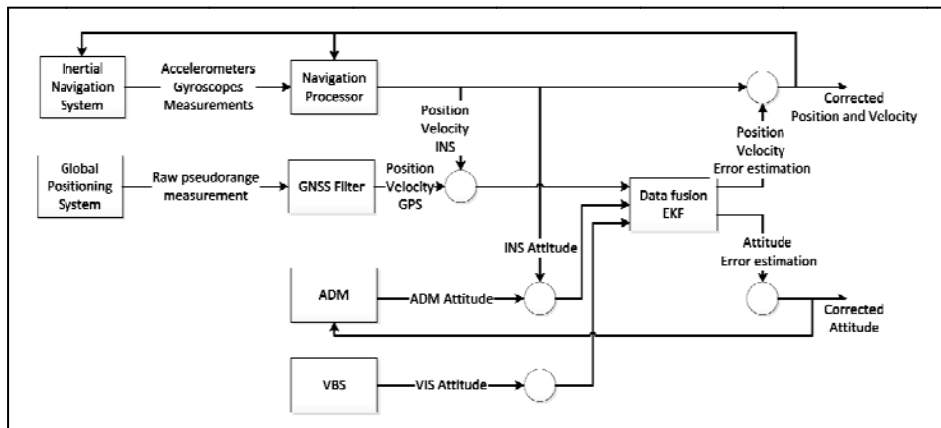 Inertial
Navigation
System
Accelerometers
Gyroscopes
Measurements
Navigation
Processor
Corrected
Position and Velocity
Position
Velocity
INS
Position
Velocity
Error estimation
Global
Positioning
System
Raw pseudorange
measurement
GNSS Filter
Position
Velocity
GPS
Data fusion
EKF
INS Attitude
Attitude
Error estimation
ADM
ADM Attitude
Corrected
Attitude
VBS
VIS Attitude